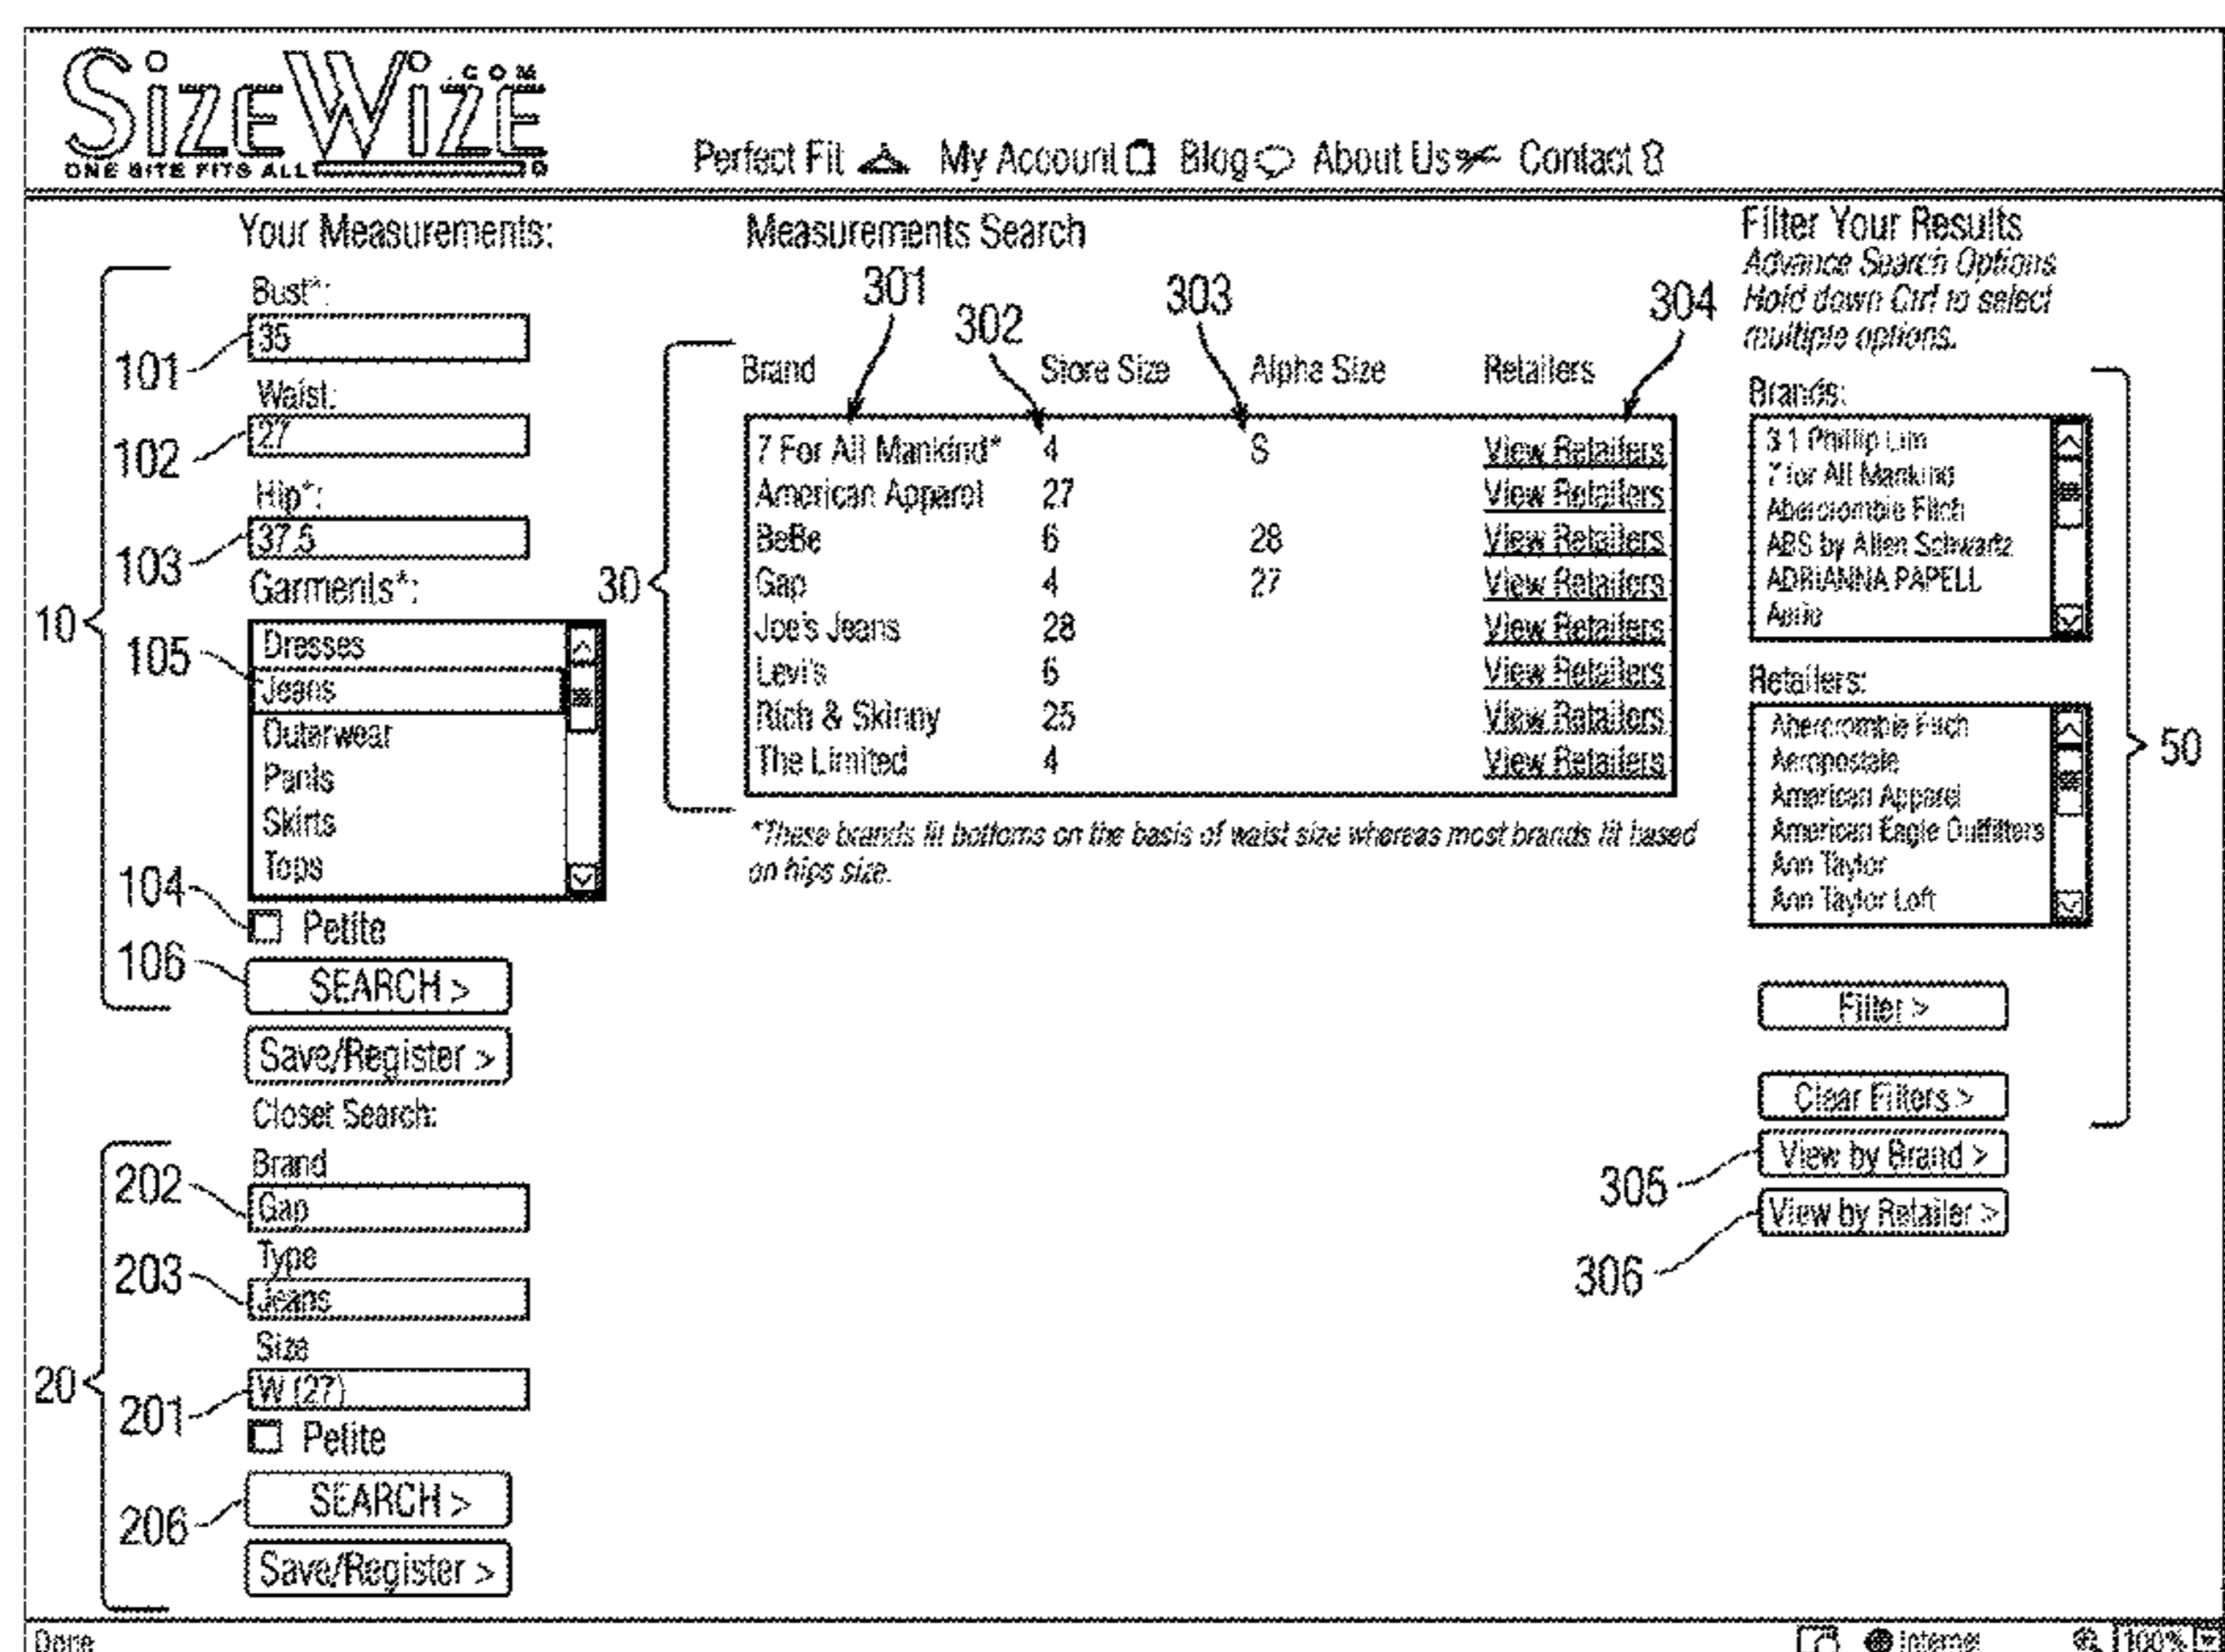 SizeWize.COM
ONE SITE FITS ALL
Perfect Fit My Account Blog About Us Contact
Your Measurements:
10
Bust*:
101 35
Waist:
102 27
Hip*:
103 37.5
Garments*:
Dresses
105 Jeans
Outerwear
Pants
Skirts
Tops
104 Petite
106 SEARCH >
Save/Register >
Closet Search:
20
Brand
202 Gap
Type
203 Jeans
Size
201 W (27)
Petite
206 SEARCH >
Save/Register >
Measurements Search
301 302 303 304
30
Brand Store Size Alpha Size Retailers
7 For All Mankind* 4 S View Retailers
American Apparel 27 View Retailers
BeBe 6 28 View Retailers
Gap 4 27 View Retailers
Joe's Jeans 28 View Retailers
Levi's 6 View Retailers
Rich & Skinny 25 View Retailers
The Limited 4 View Retailers
*These brands fit bottoms on the basis of waist size whereas most brands fit based
on hips size.
Filter Your Results
Advance Search Options
Hold down Ctrl to select
multiple options.
50
Brands:
3.1 Phillip Lim
7 for All Mankind
Abercrombie Fitch
ABS by Allen Schwartz
ADRIANNA PAPELL
Aerie
Retailers:
Abercrombie Fitch
Aeropostale
American Apparel
American Eagle Outfitters
Ann Taylor
Ann Taylor Loft
Filter >
Clear Filters >
305 View by Brand >
306 View by Retailer >
Done Internet 100%